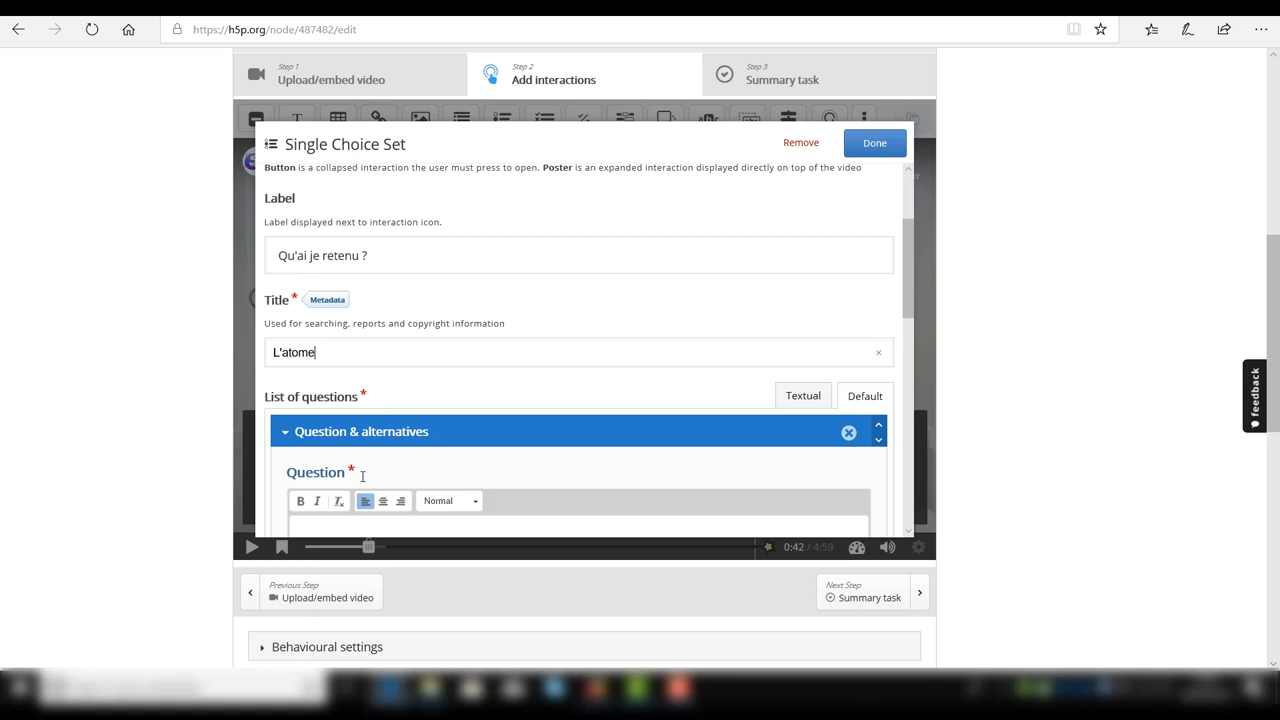 https://h5p.org/node/487482/edit
Step 1
Upload/embed video
Step 2
Add interactions
Step 3
Summary task
Single Choice Set
Remove
Done
Button is a collapsed interaction the user must press to open. Poster is an expanded interaction displayed directly on top of the video
Label
Label displayed next to interaction icon.
Qu'ai je retenu ?
Title *
Metadata
Used for searching, reports and copyright information
L'atome
List of questions *
Textual
Default
Question & alternatives
Question *
Normal
0:42 / 4:59
Previous Step
Upload/embed video
Next Step
Summary task
Behavioural settings
feedback